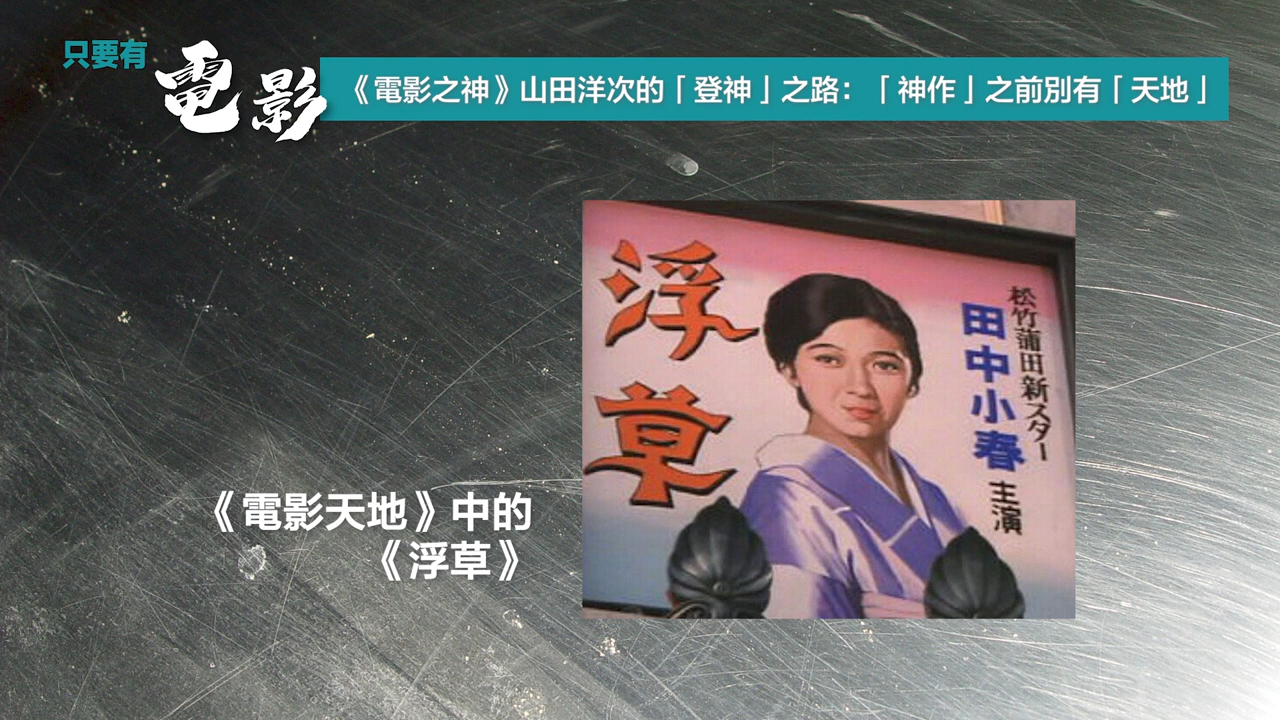 只要有
電影
《電影之神》山田洋次的「登神」之路：「神作」之前別有「天地」
浮草
松竹蒲田新スター
田中小春
主演
《電影天地》中的
《浮草》